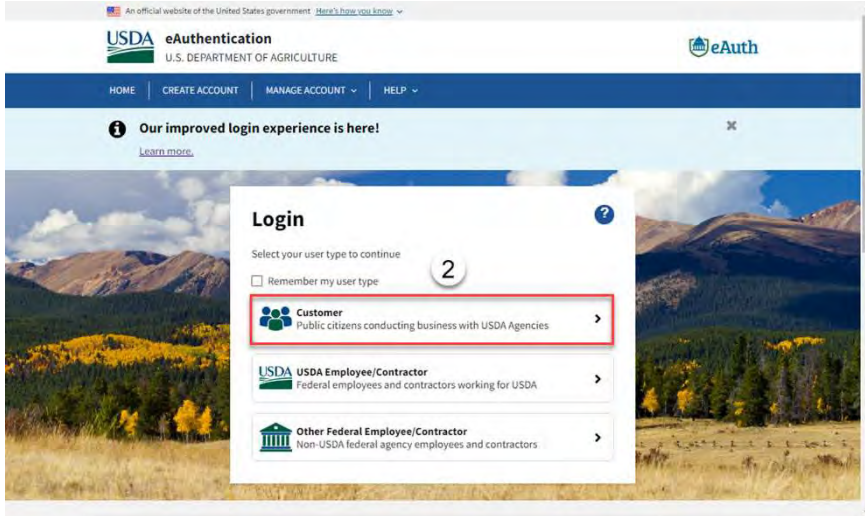 An official website of the United States government Here's how you know
USDA eAuthentication
U.S. DEPARTMENT OF AGRICULTURE
eAuth
HOME CREATE ACCOUNT MANAGE ACCOUNT HELP
Our improved login experience is here!
Learn more.
Login
?
Select your user type to continue
2
Remember my user type
Customer
Public citizens conducting business with USDA Agencies
USDA USDA Employee/Contractor
Federal employees and contractors working for USDA
Other Federal Employee/Contractor
Non-USDA federal agency employees and contractors